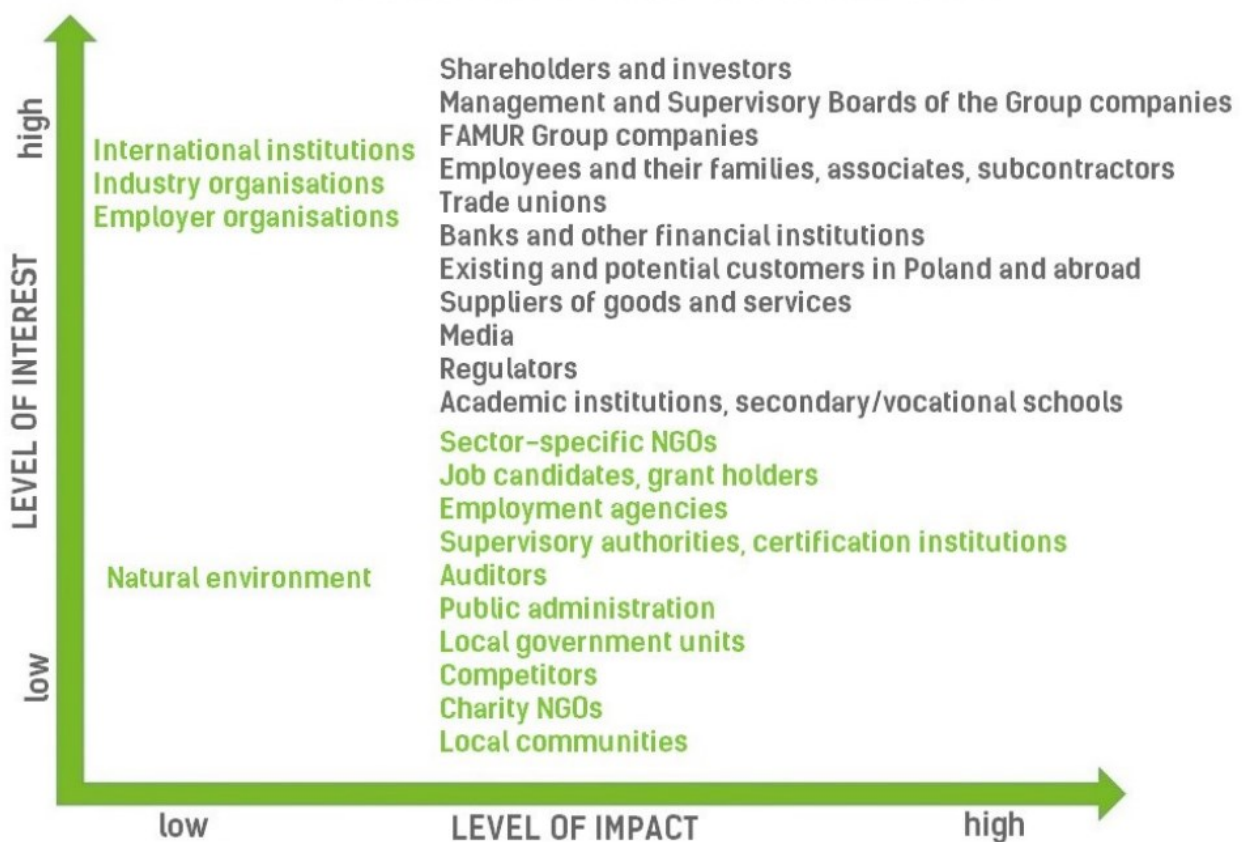 high
LEVEL OF INTEREST
low
International institutions
Industry organisations
Employer organisations
Natural environment
Shareholders and investors
Management and Supervisory Boards of the Group companies
FAMUR Group companies
Employees and their families, associates, subcontractors
Trade unions
Banks and other financial institutions
Existing and potential customers in Poland and abroad
Suppliers of goods and services
Media
Regulators
Academic institutions, secondary/vocational schools
Sector-specific NGOs
Job candidates, grant holders
Employment agencies
Supervisory authorities, certification institutions
Auditors
Public administration
Local government units
Competitors
Charity NGOs
Local communities
low
LEVEL OF IMPACT
high